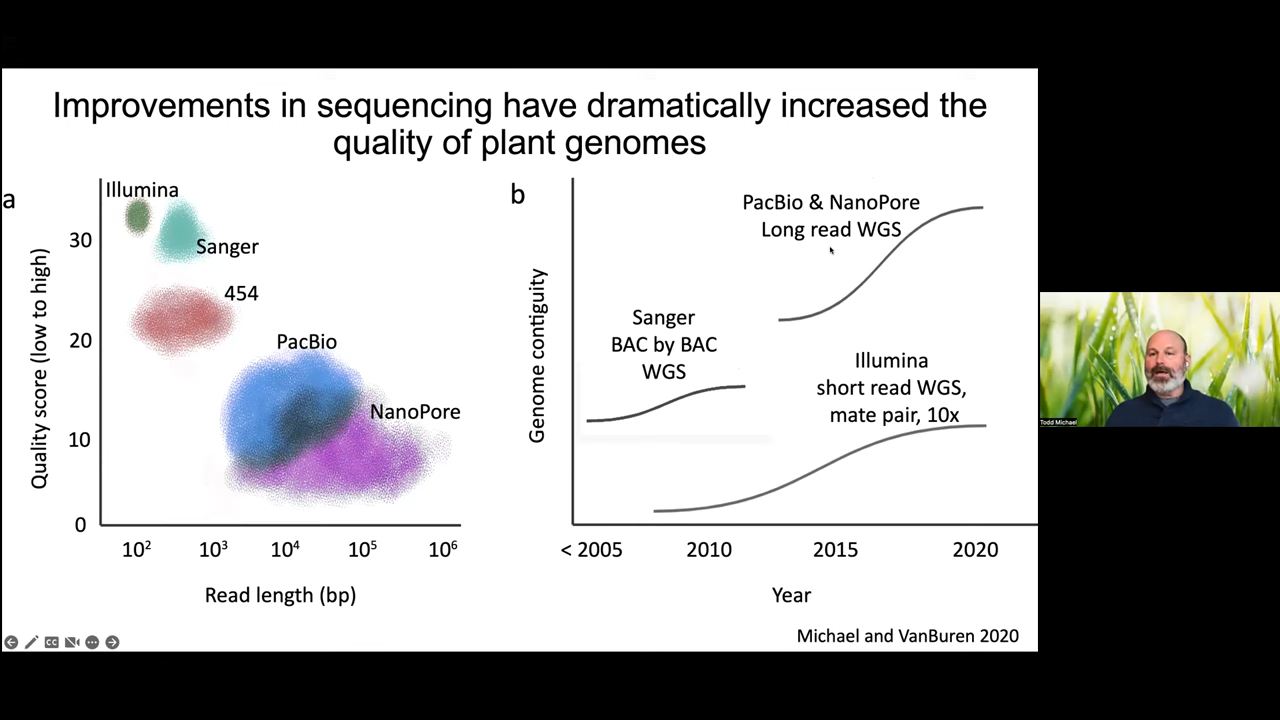 Improvements in sequencing have dramatically increased the
quality of plant genomes
a
Illumina
Sanger
454
PacBio
NanoPore
30
20
10
0
Quality score (low to high)
10²
10³
10⁴
10⁵
10⁶
Read length (bp)
b
PacBio & NanoPore
Long read WGS
Sanger
BAC by BAC
WGS
Illumina
short read WGS,
mate pair, 10x
Genome contiguity
< 2005
2010
2015
2020
Year
Michael and VanBuren 2020
CC
Todd Michael